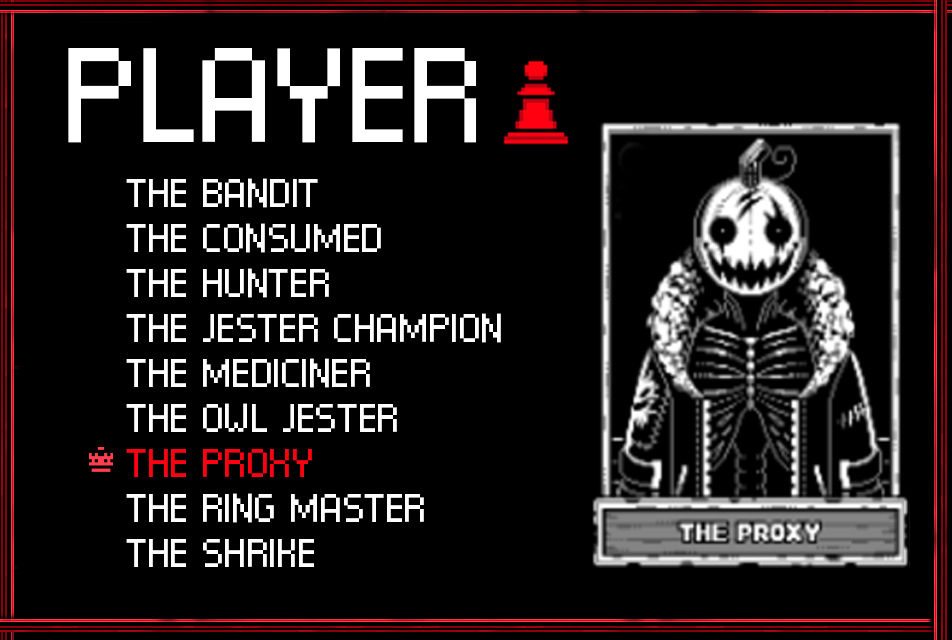 PLAYER
THE BANDIT
THE CONSUMED
THE HUNTER
THE JESTER CHAMPION
THE MEDICINER
THE OWL JESTER
THE PROXY
THE RING MASTER
THE SHRIKE
THE PROXY